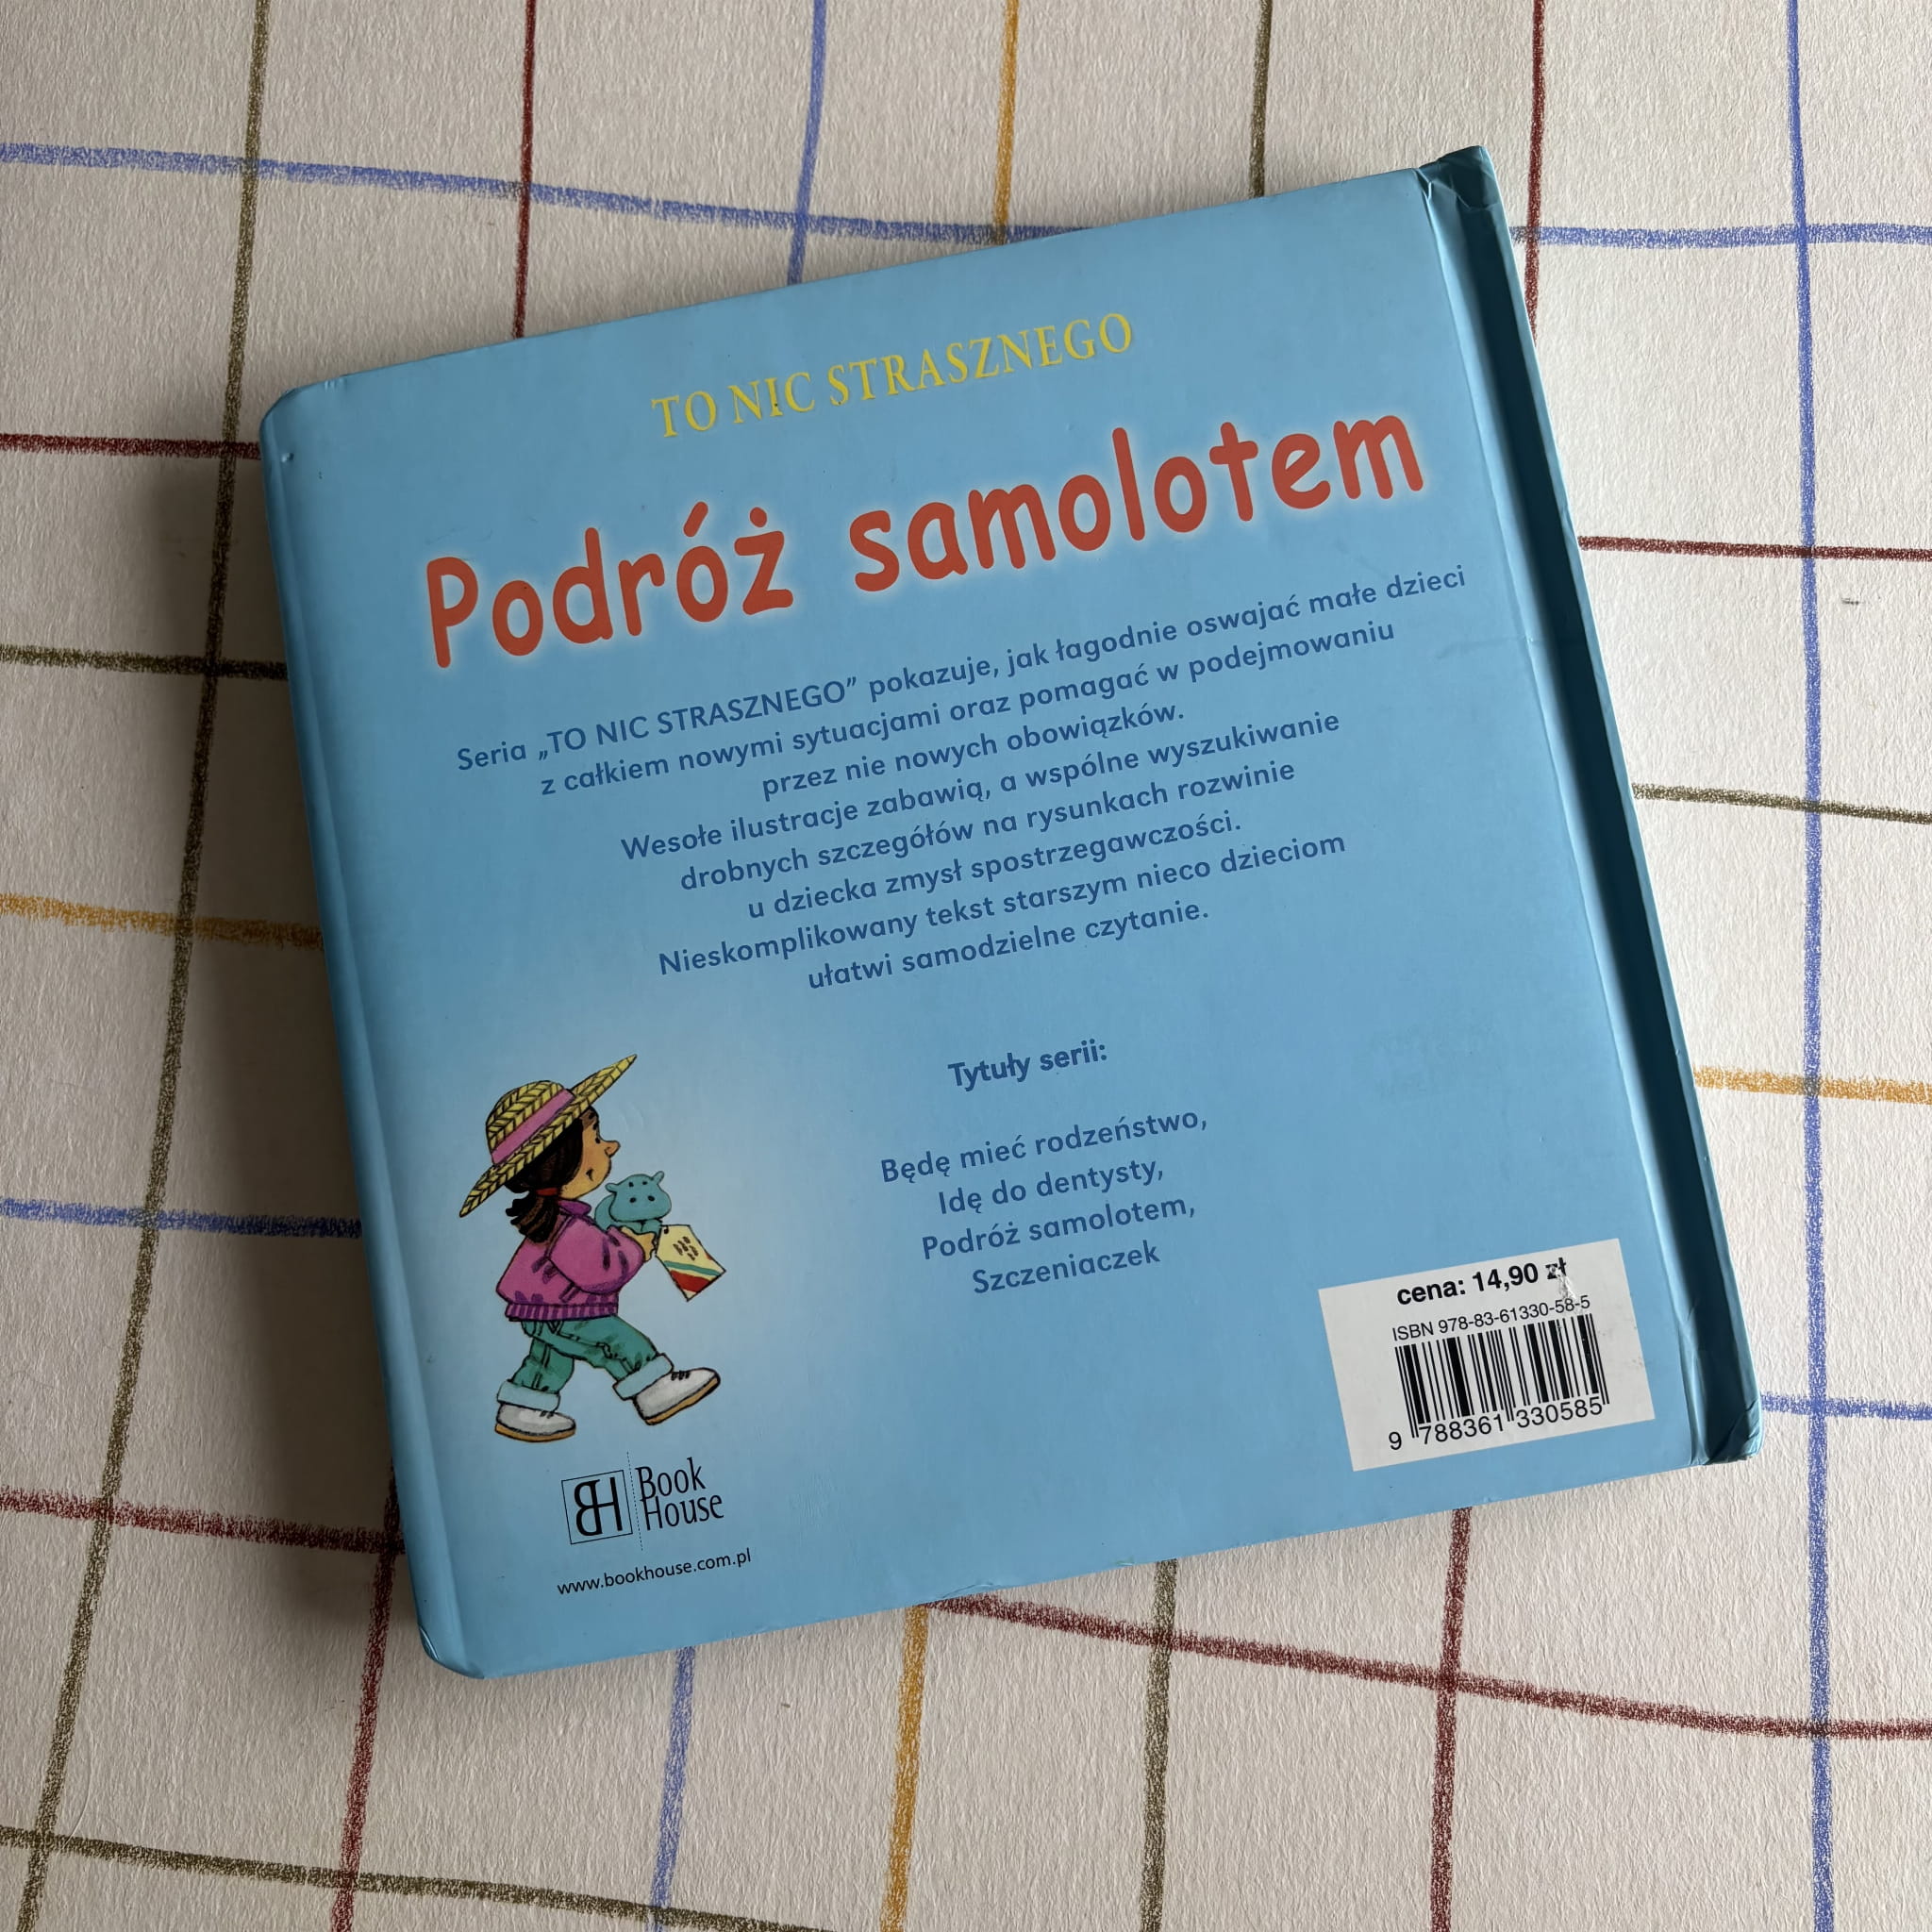 TO NIC STRASZNEGO
Podróż samolotem
Seria „TO NIC STRASZNEGO” pokazuje, jak łagodnie oswajać małe dzieci
z całkiem nowymi sytuacjami oraz pomagać w podejmowaniu
przez nie nowych obowiązków.
Wesołe ilustracje zabawią, a wspólne wyszukiwanie
drobnych szczegółów na rysunkach rozwinie
u dziecka zmysł spostrzegawczości.
Nieskomplikowany tekst starszym nieco dzieciom
ułatwi samodzielne czytanie.
Tytuły serii:
Będę mieć rodzeństwo,
Idę do dentysty,
Podróż samolotem,
Szczeniaczek
cena: 14,90 zł
ISBN 978-83-61330-58-5
9 788361 330585
BH Book
House
www.bookhouse.com.pl